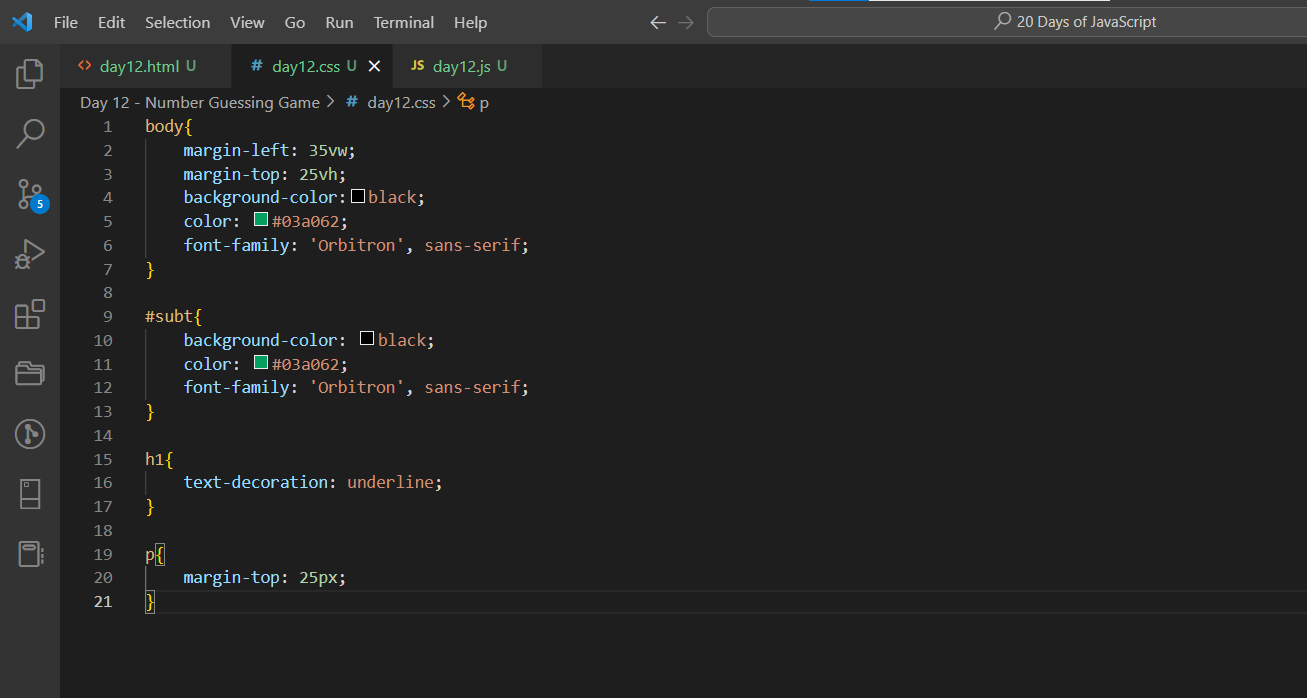 File Edit Selection View Go Run Terminal Help 20 Days of JavaScript
<> day12.html U # day12.css U JS day12.js U
Day 12 - Number Guessing Game > # day12.css > p
1 body{
2     margin-left: 35vw;
3     margin-top: 25vh;
4     background-color: black;
5     color: #03a062;
6     font-family: 'Orbitron', sans-serif;
7 }
8
9 #subt{
10     background-color: black;
11     color: #03a062;
12     font-family: 'Orbitron', sans-serif;
13 }
14
15 h1{
16     text-decoration: underline;
17 }
18
19 p{
20     margin-top: 25px;
21 }
5